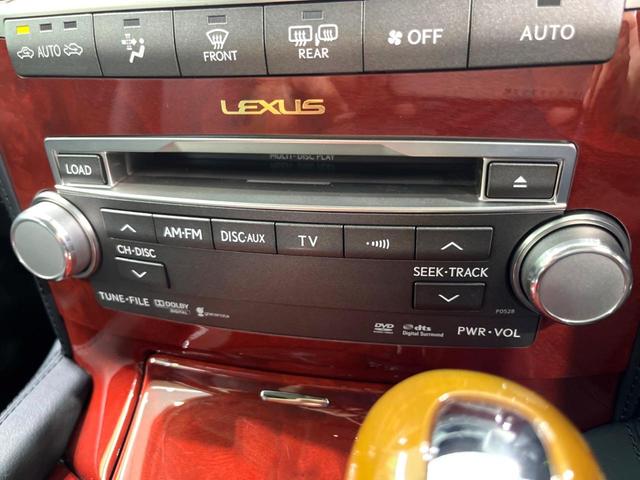 AUTO FRONT REAR OFF AUTO
LEXUS
MULTI-DISC PLAY
LOAD
AM•FM DISC•AUX TV
CH•DISC SEEK•TRACK
TUNE•FILE DOLBY DIGITAL gracenote P0528
DVD dts Digital Surround PWR•VOL